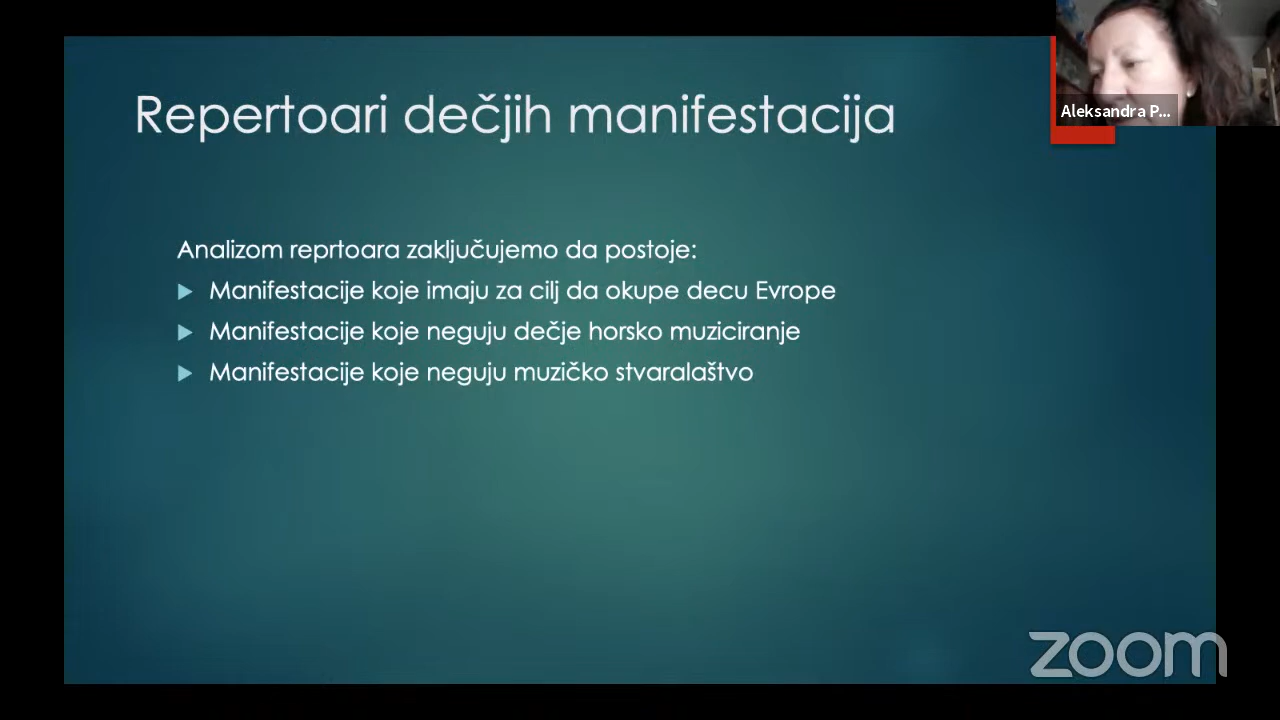 Repertoari dečjih manifestacija
Aleksandra P...
Analizom reprtoara zaključujemo da postoje:
Manifestacije koje imaju za cilj da okupe decu Evrope
Manifestacije koje neguju dečje horsko muziciranje
Manifestacije koje neguju muzičko stvaralaštvo
zoom